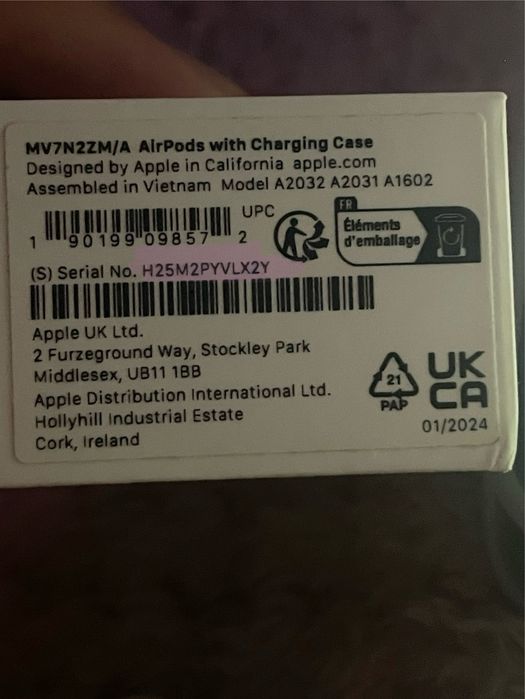 MV7N2ZM/A AirPods with Charging Case
Designed by Apple in California apple.com
Assembled in Vietnam Model A2032 A2031 A1602
UPC
1 90199 09857 2
FR
Éléments
d'emballage
(S) Serial No. H25M2PYVLX2Y
Apple UK Ltd.
2 Furzeground Way, Stockley Park
Middlesex, UB11 1BB
Apple Distribution International Ltd.
Hollyhill Industrial Estate
Cork, Ireland
21
PAP
UK
CA
01/2024